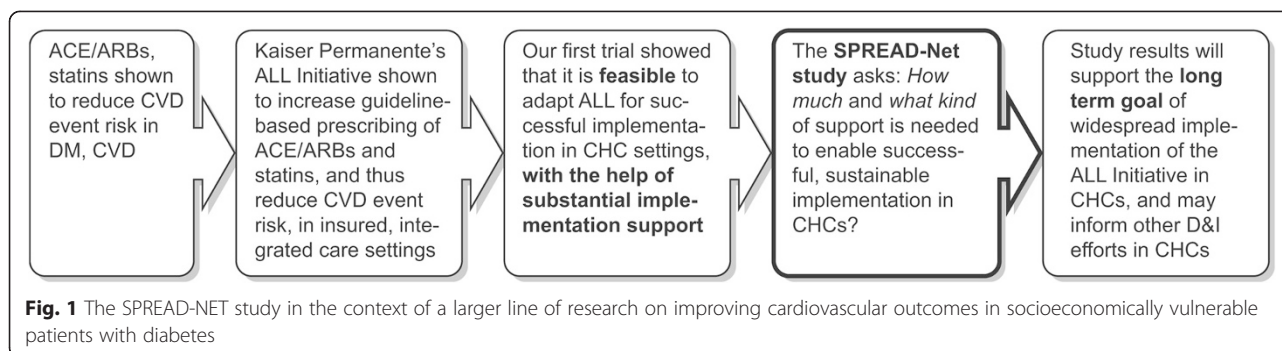 ACE/ARBs,
statins shown
to reduce CVD
event risk in
DM, CVD
Kaiser Permanente's
ALL Initiative shown
to increase guideline-
based prescribing of
ACE/ARBs and
statins, and thus
reduce CVD event
risk, in insured, inte-
grated care settings
Our first trial showed
that it is feasible to
adapt ALL for suc-
cessful implementa-
tion in CHC settings,
with the help of
substantial imple-
mentation support
The SPREAD-Net
study asks: How
much and what kind
of support is needed
to enable success-
ful, sustainable
implementation in
CHCs?
Study results will
support the long
term goal of
widespread imple-
mentation of the
ALL Initiative in
CHCs, and may
inform other D&I
efforts in CHCs
Fig. 1 The SPREAD-NET study in the context of a larger line of research on improving cardiovascular outcomes in socioeconomically vulnerable
patients with diabetes